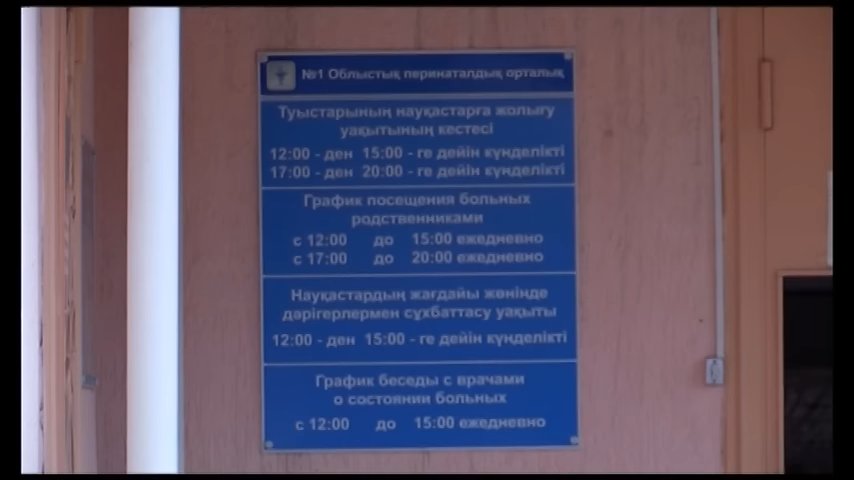 №1 Облыстық перинаталдық орталық
Туыстарының науқастарға жолығу
уақытының кестесі
12:00 - ден 15:00 - ге дейін күнделікті
17:00 - ден 20:00 - ге дейін күнделікті
График посещения больных
родственниками
с 12:00 до 15:00 ежедневно
с 17:00 до 20:00 ежедневно
Науқастардың жағдайы жөнінде
дәрігерлермен сұхбаттасу уақыты
12:00 - ден 15:00 - ге дейін күнделікті
График беседы с врачами
о состоянии больных
с 12:00 до 15:00 ежедневно